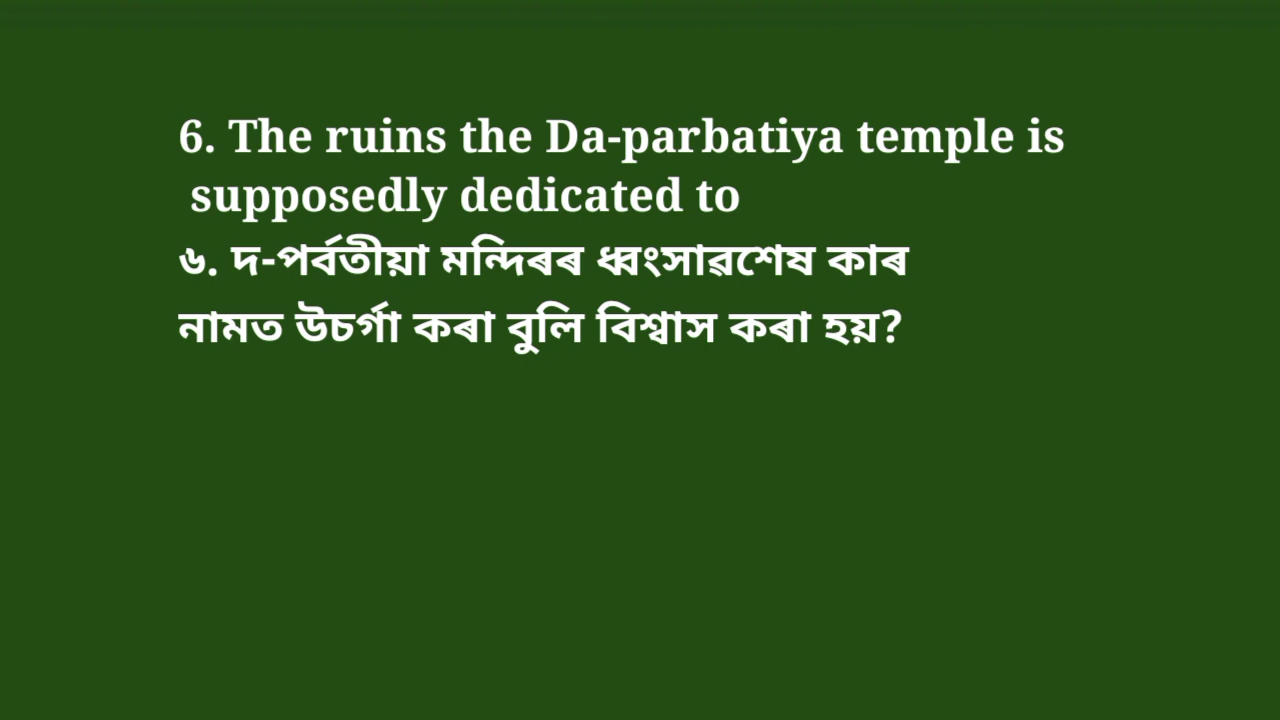 6. The ruins the Da-parbatiya temple is
supposedly dedicated to
৬. দ-পৰ্বতীয়া মন্দিৰৰ ধ্বংসাৱশেষ কাৰ
নামত উচৰ্গা কৰা বুলি বিশ্বাস কৰা হয়?